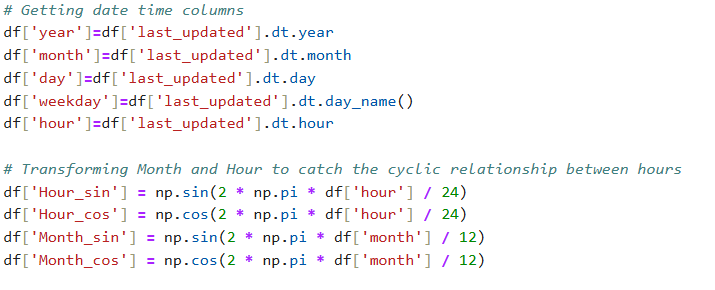 # Getting date time columns
df['year']=df['last_updated'].dt.year
df['month']=df['last_updated'].dt.month
df['day']=df['last_updated'].dt.day
df['weekday']=df['last_updated'].dt.day_name()
df['hour']=df['last_updated'].dt.hour

# Transforming Month and Hour to catch the cyclic relationship between hours
df['Hour_sin'] = np.sin(2 * np.pi * df['hour'] / 24)
df['Hour_cos'] = np.cos(2 * np.pi * df['hour'] / 24)
df['Month_sin'] = np.sin(2 * np.pi * df['month'] / 12)
df['Month_cos'] = np.cos(2 * np.pi * df['month'] / 12)